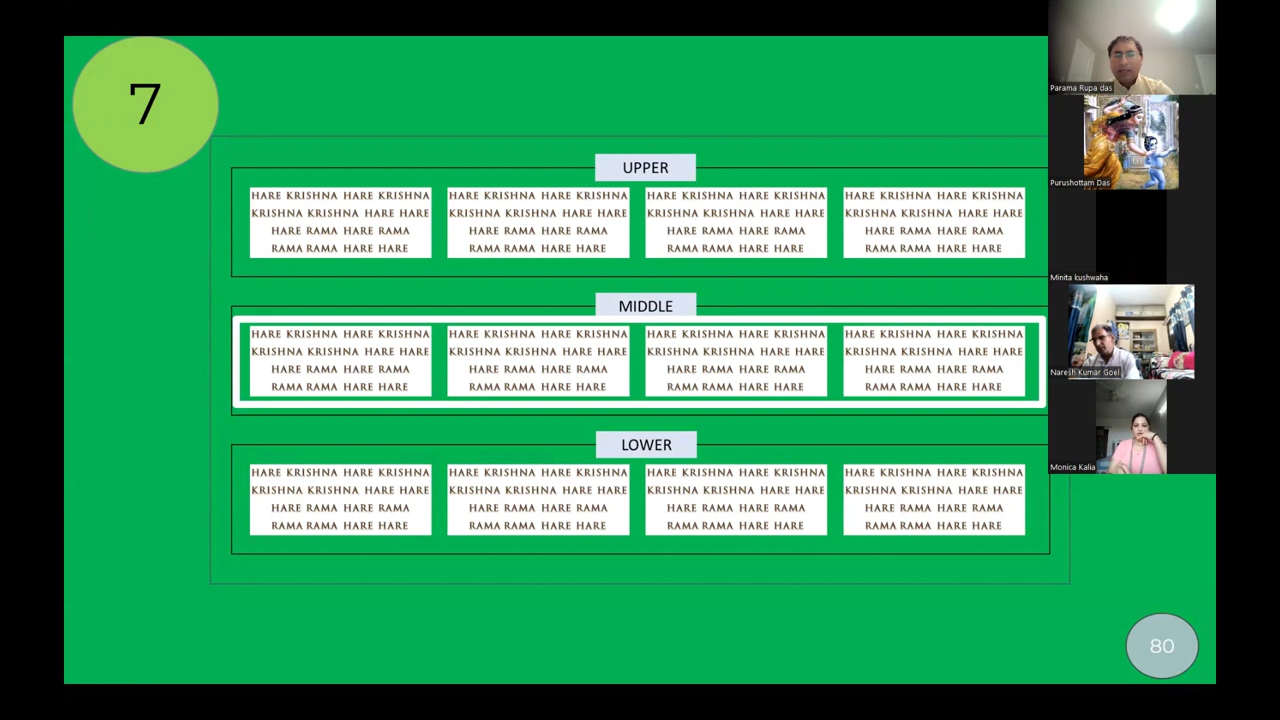 7
UPPER
HARE KRISHNA HARE KRISHNA HARE KRISHNA HARE KRISHNA HARE KRISHNA HARE KRISHNA HARE KRISHNA HARE KRISHNA
KRISHNA KRISHNA HARE HARE KRISHNA KRISHNA HARE HARE KRISHNA KRISHNA HARE HARE KRISHNA KRISHNA HARE HARE
HARE RAMA HARE RAMA HARE RAMA HARE RAMA HARE RAMA HARE RAMA HARE RAMA HARE RAMA
RAMA RAMA HARE HARE RAMA RAMA HARE HARE RAMA RAMA HARE HARE RAMA RAMA HARE HARE
MIDDLE
HARE KRISHNA HARE KRISHNA HARE KRISHNA HARE KRISHNA HARE KRISHNA HARE KRISHNA HARE KRISHNA HARE KRISHNA
KRISHNA KRISHNA HARE HARE KRISHNA KRISHNA HARE HARE KRISHNA KRISHNA HARE HARE KRISHNA KRISHNA HARE HARE
HARE RAMA HARE RAMA HARE RAMA HARE RAMA HARE RAMA HARE RAMA HARE RAMA HARE RAMA
RAMA RAMA HARE HARE RAMA RAMA HARE HARE RAMA RAMA HARE HARE RAMA RAMA HARE HARE
LOWER
HARE KRISHNA HARE KRISHNA HARE KRISHNA HARE KRISHNA HARE KRISHNA HARE KRISHNA HARE KRISHNA HARE KRISHNA
KRISHNA KRISHNA HARE HARE KRISHNA KRISHNA HARE HARE KRISHNA KRISHNA HARE HARE KRISHNA KRISHNA HARE HARE
HARE RAMA HARE RAMA HARE RAMA HARE RAMA HARE RAMA HARE RAMA HARE RAMA HARE RAMA
RAMA RAMA HARE HARE RAMA RAMA HARE HARE RAMA RAMA HARE HARE RAMA RAMA HARE HARE
80
Parama Rupa das
Purushottam Das
Minita kushwaha
Naresh Kumar Goel
Monica Kalia